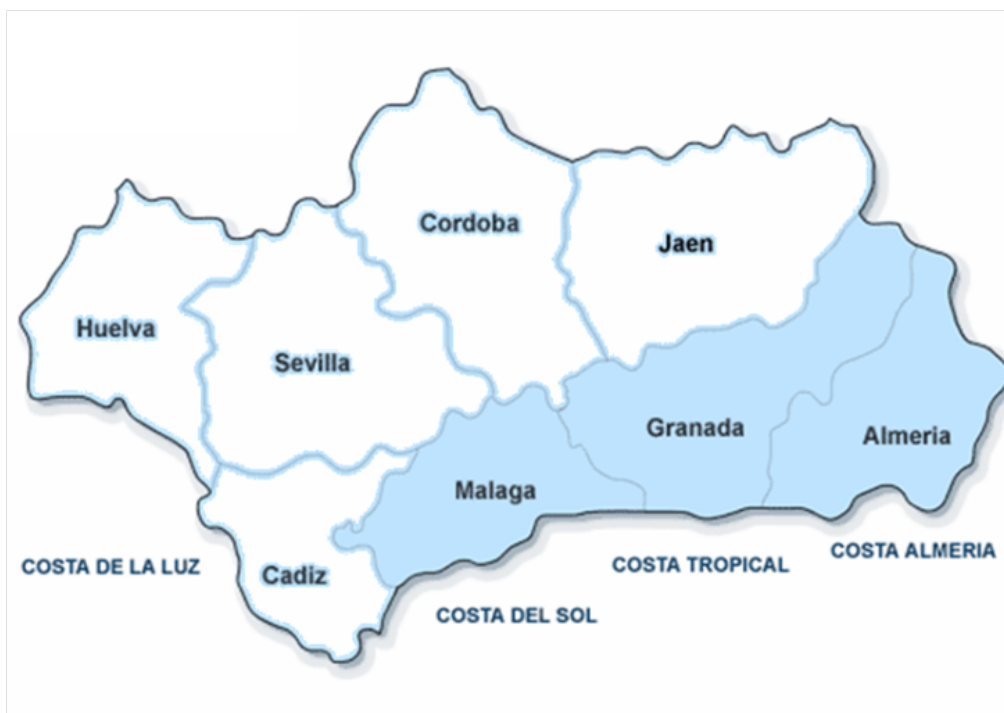 Cordoba
Jaen
Huelva
Sevilla
Granada
Almeria
Malaga
COSTA DE LA LUZ
Cadiz
COSTA DEL SOL
COSTA TROPICAL
COSTA ALMERIA